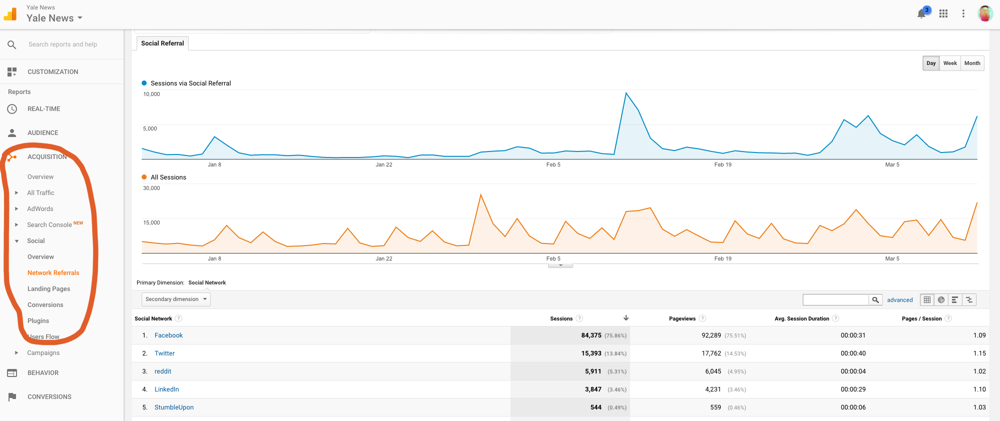 Yale News
Yale News
3
Search reports and help
CUSTOMIZATION
Reports
REAL-TIME
AUDIENCE
ACQUISITION
Overview
All Traffic
AdWords
Search Console NEW
Social
Overview
Network Referrals
Landing Pages
Conversions
Plugins
Users Flow
Campaigns
BEHAVIOR
CONVERSIONS
Social Referral
Day Week Month
Sessions via Social Referral
10,000
5,000
Jan 8 Jan 22 Feb 5 Feb 19 Mar 5
All Sessions
30,000
15,000
Jan 8 Jan 22 Feb 5 Feb 19 Mar 5
Primary Dimension: Social Network
Secondary dimension
advanced
Social Network ? Sessions ? Pageviews ? Avg. Session Duration ? Pages / Session ?
1. Facebook 84,375 (75.86%) 92,289 (75.51%) 00:00:31 1.09
2. Twitter 15,393 (13.84%) 17,762 (14.53%) 00:00:40 1.15
3. reddit 5,911 (5.31%) 6,045 (4.95%) 00:00:04 1.02
4. LinkedIn 3,847 (3.46%) 4,231 (3.46%) 00:00:29 1.10
5. StumbleUpon 544 (0.49%) 559 (0.46%) 00:00:06 1.03